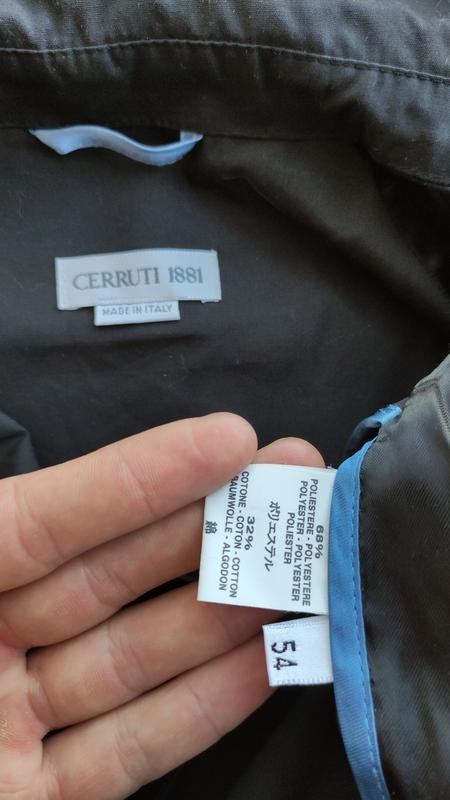 CERRUTI 1881
MADE IN ITALY
68%
POLIESTERE - POLYESTERE
POLYESTER - POLYESTER
POLIESTER
ポリエステル
32%
COTONE - COTON - COTTON
BAUMWOLLE - ALGODON
綿
54